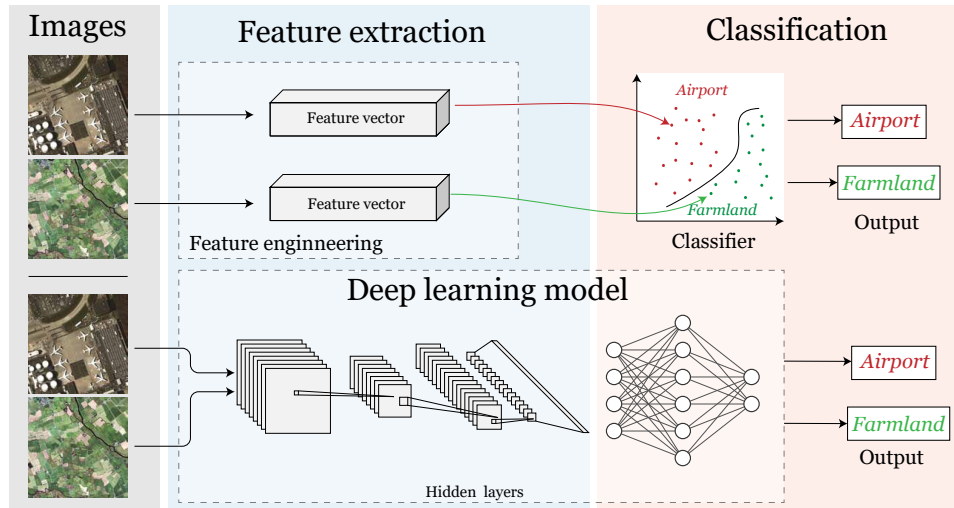 Images
Feature extraction
Classification
Feature vector
Feature vector
Feature enginneering
Airport
Farmland
Classifier
Airport
Farmland
Output
Deep learning model
Hidden layers
Airport
Farmland
Output